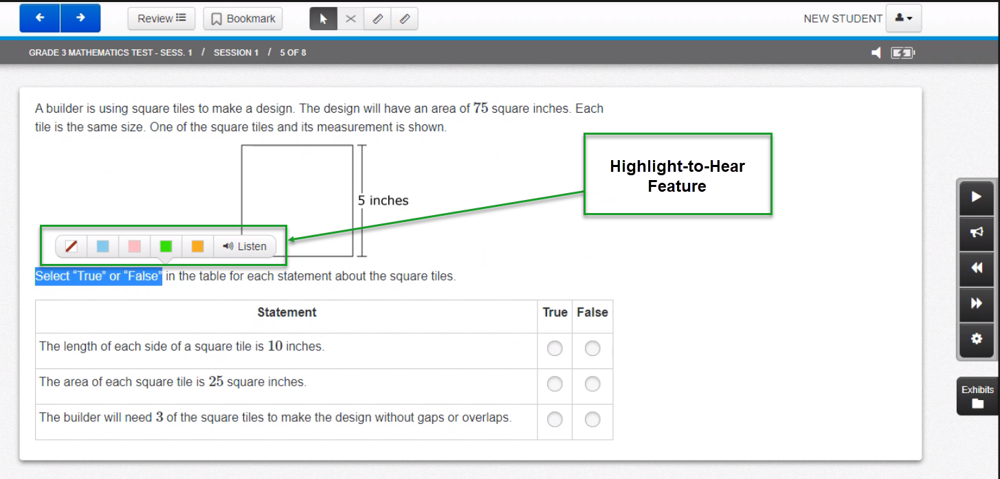 Review
Bookmark
NEW STUDENT
GRADE 3 MATHEMATICS TEST - SESS. 1 / SESSION 1 / 5 OF 8
A builder is using square tiles to make a design. The design will have an area of 75 square inches. Each
tile is the same size. One of the square tiles and its measurement is shown.
Highlight-to-Hear
Feature
5 inches
Listen
Select “True” or “False” in the table for each statement about the square tiles.
Statement True False
The length of each side of a square tile is 10 inches.
The area of each square tile is 25 square inches.
Exhibits
The builder will need 3 of the square tiles to make the design without gaps or overlaps.